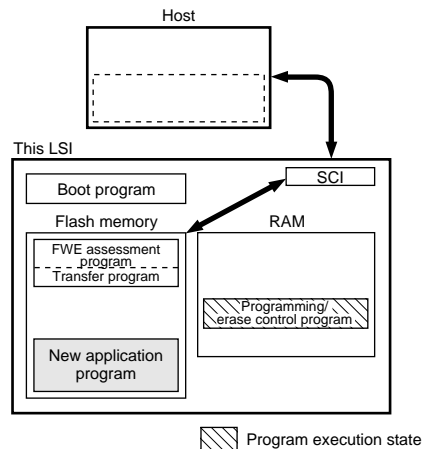 Host
This LSI
SCI
Boot program
Flash memory
RAM
FWE assessment
program
Transfer program
Programming/
erase control program
New application
program
Program execution state